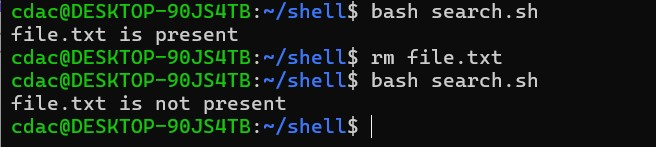 cdac@DESKTOP-90JS4TB:~/shell$ bash search.sh
file.txt is present
cdac@DESKTOP-90JS4TB:~/shell$ rm file.txt
cdac@DESKTOP-90JS4TB:~/shell$ bash search.sh
file.txt is not present
cdac@DESKTOP-90JS4TB:~/shell$